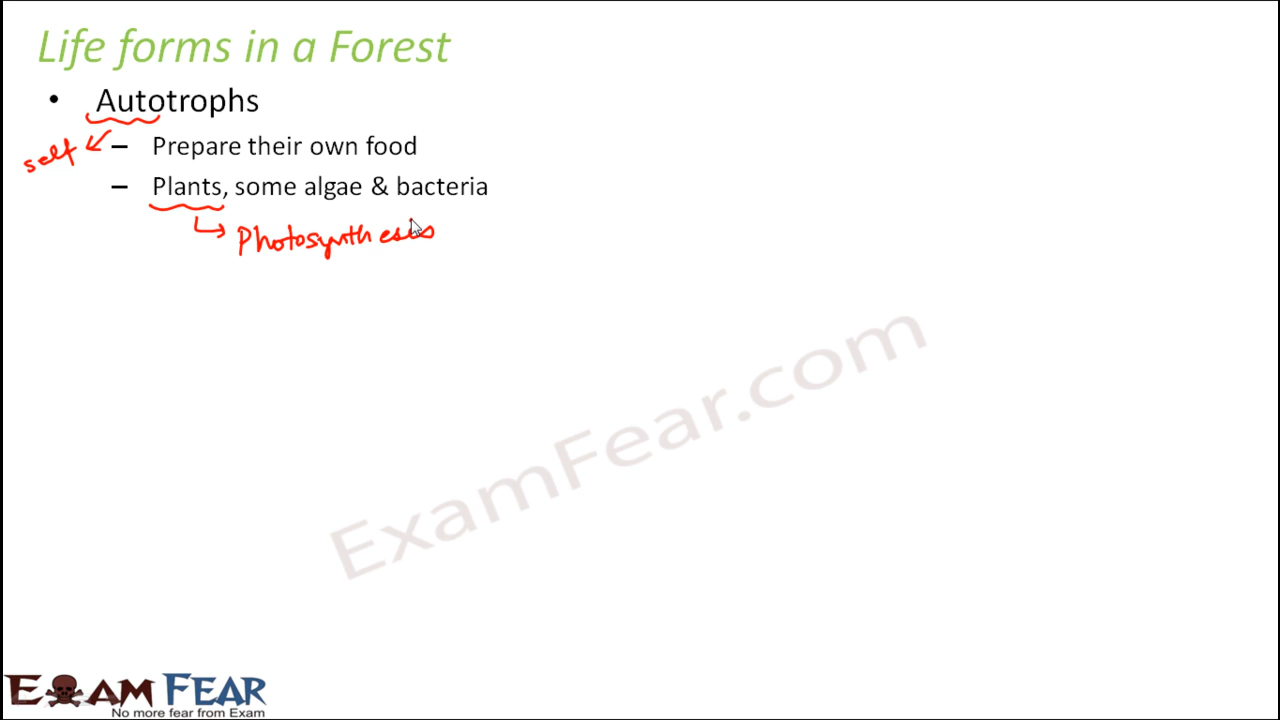 Life forms in a Forest
• Autotrophs
self
– Prepare their own food
– Plants, some algae & bacteria
Photosynthesis
ExamFear.com
EXAM FEAR
No more fear from Exam